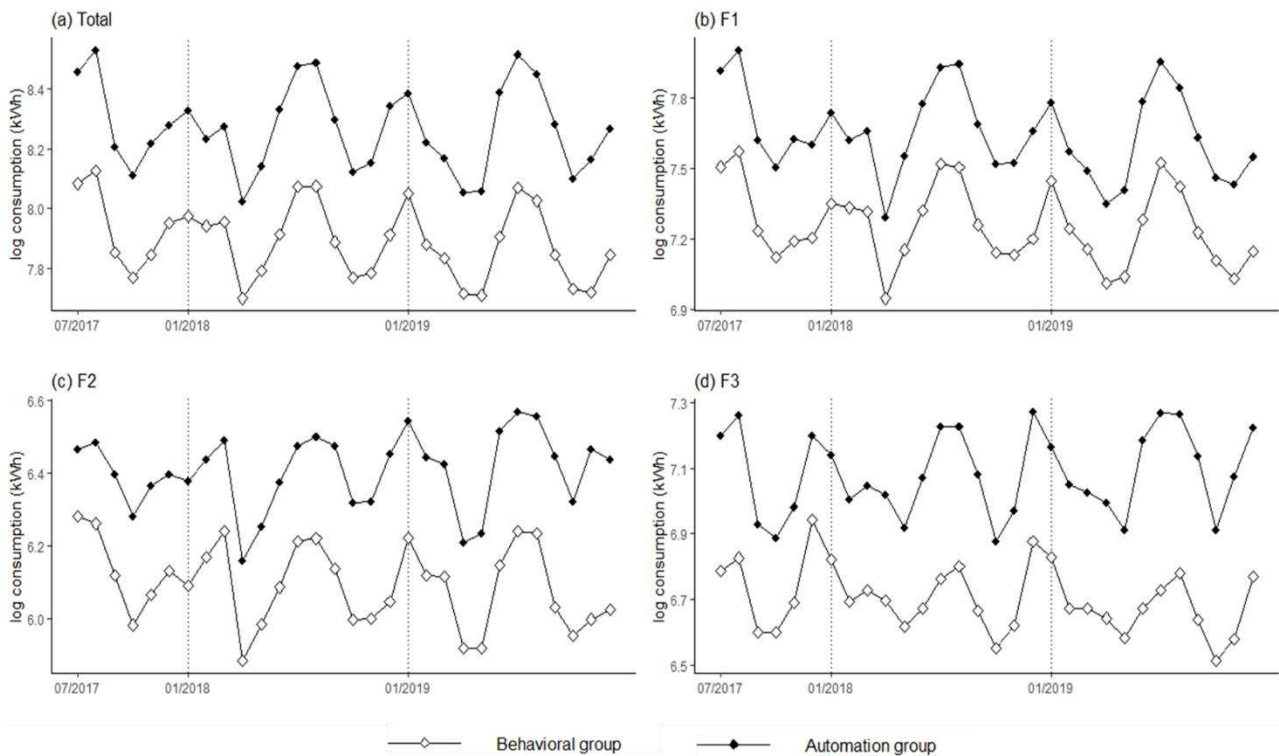 (a) Total
log consumption (kWh)
8.4
8.2
8.0
7.8
07/2017 01/2018 01/2019
(b) F1
log consumption (kWh)
7.8
7.5
7.2
6.9
07/2017 01/2018 01/2019
(c) F2
log consumption (kWh)
6.6
6.4
6.2
6.0
07/2017 01/2018 01/2019
(d) F3
log consumption (kWh)
7.3
7.1
6.9
6.7
6.5
07/2017 01/2018 01/2019
Behavioral group Automation group